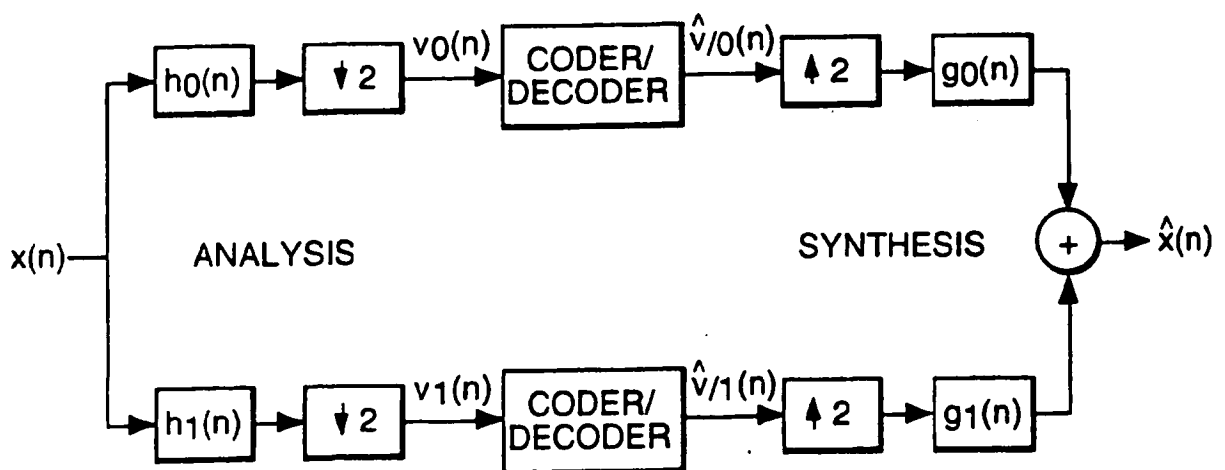 v0(n)
v̂/0(n)
h0(n)
↓ 2
CODER/
DECODER
↑ 2
g0(n)
x(n)
ANALYSIS
SYNTHESIS
+
x̂(n)
v1(n)
v̂/1(n)
h1(n)
↓ 2
CODER/
DECODER
↑ 2
g1(n)